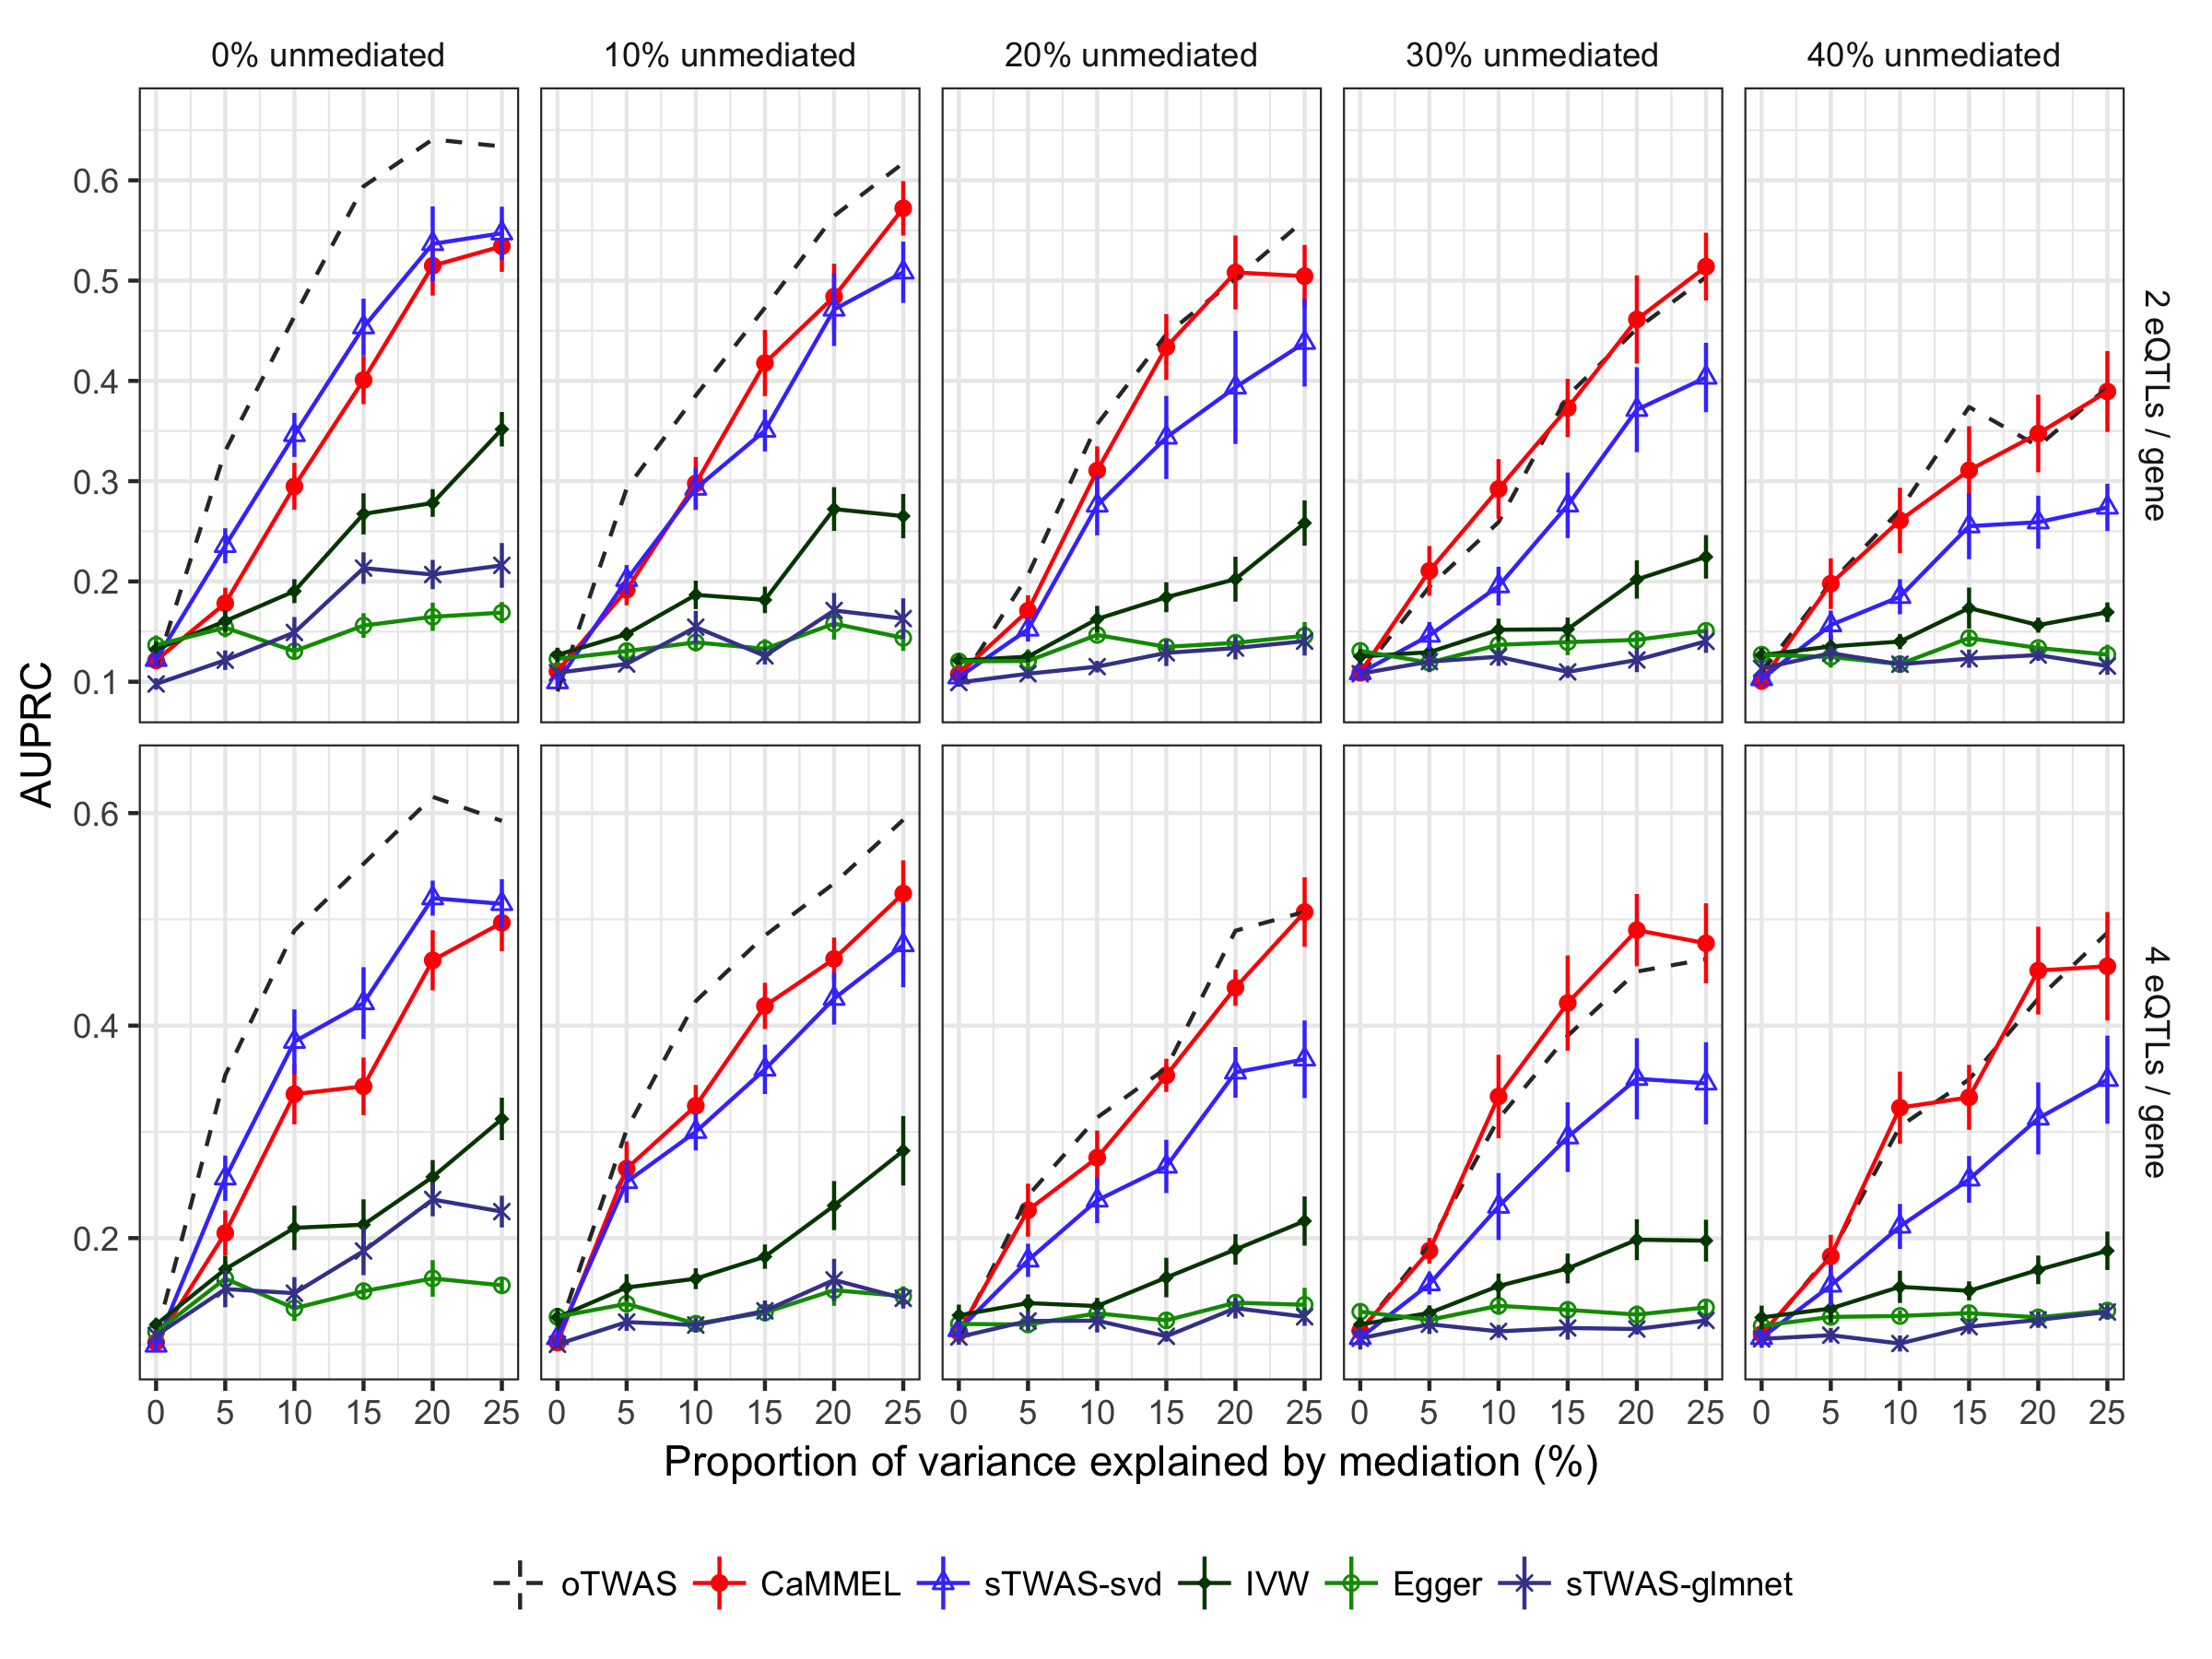 0% unmediated 10% unmediated 20% unmediated 30% unmediated 40% unmediated
0.6
0.5
0.4
0.3
0.2
0.1
2 eQTLs / gene
AUPRC
0.6
0.4
0.2
4 eQTLs / gene
0 5 10 15 20 25 0 5 10 15 20 25 0 5 10 15 20 25 0 5 10 15 20 25 0 5 10 15 20 25
Proportion of variance explained by mediation (%)
oTWAS CaMMEL sTWAS-svd IVW Egger sTWAS-glmnet